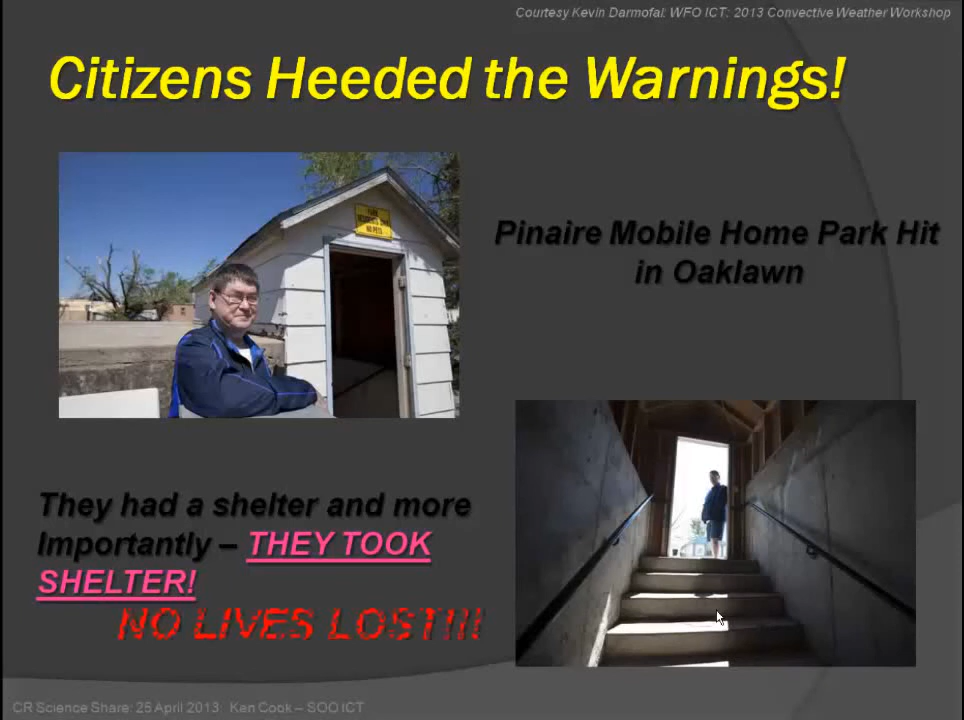 Courtesy Kevin Darmofal: WFO ICT: 2013 Convective Weather Workshop
Citizens Heeded the Warnings!
Pinaire Mobile Home Park Hit
in Oaklawn
NO PETS
They had a shelter and more
Importantly – THEY TOOK
SHELTER!
NO LIVES LOST!!!
CR Science Share: 25 April 2013: Ken Cook – SOO ICT